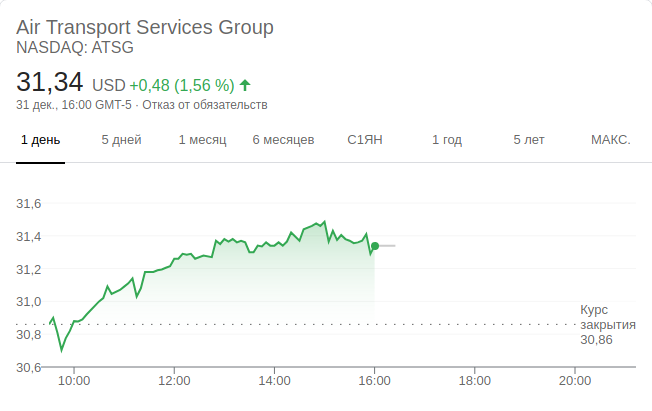 Air Transport Services Group
NASDAQ: ATSG
31,34 USD +0,48 (1,56 %)
31 дек., 16:00 GMT-5 · Отказ от обязательств
1 день 5 дней 1 месяц 6 месяцев С1ЯН 1 год 5 лет МАКС.
31,6
31,4
31,2
31,0
Курс
закрытия
30,86
30,8
30,6
10:00 12:00 14:00 16:00 18:00 20:00